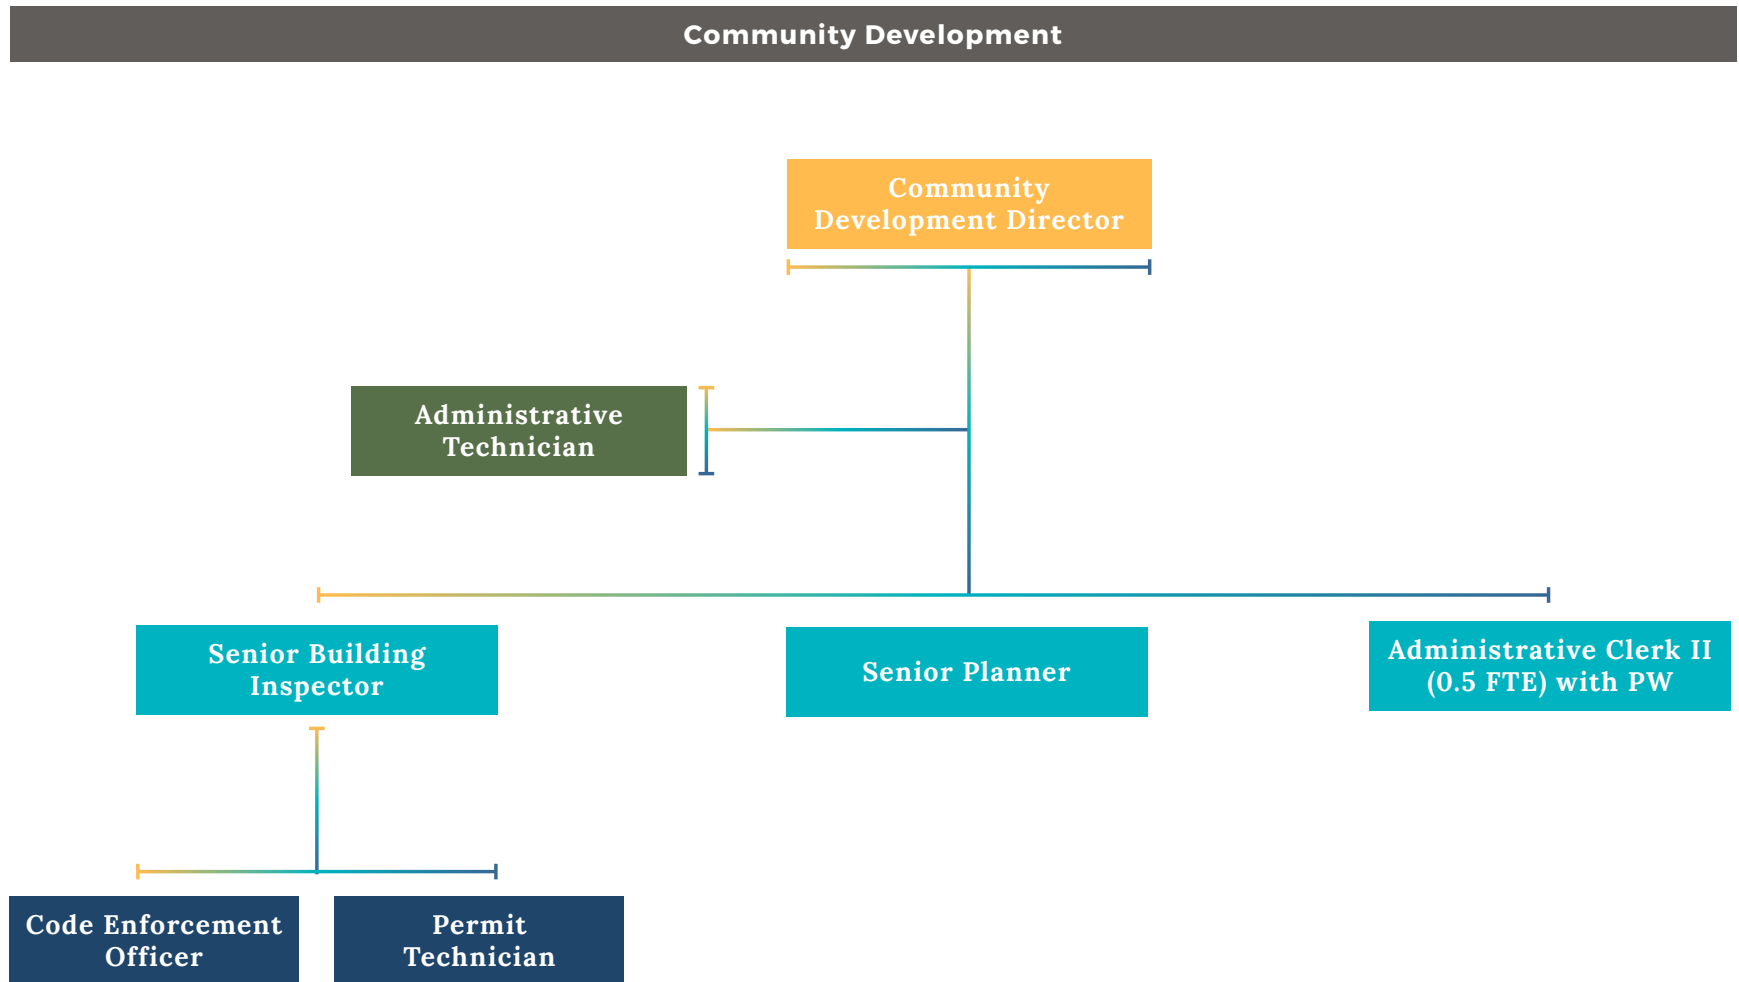 Community Development
Community
Development Director
Administrative
Technician
Senior Building
Inspector
Senior Planner
Administrative Clerk II
(0.5 FTE) with PW
Code Enforcement
Officer
Permit
Technician